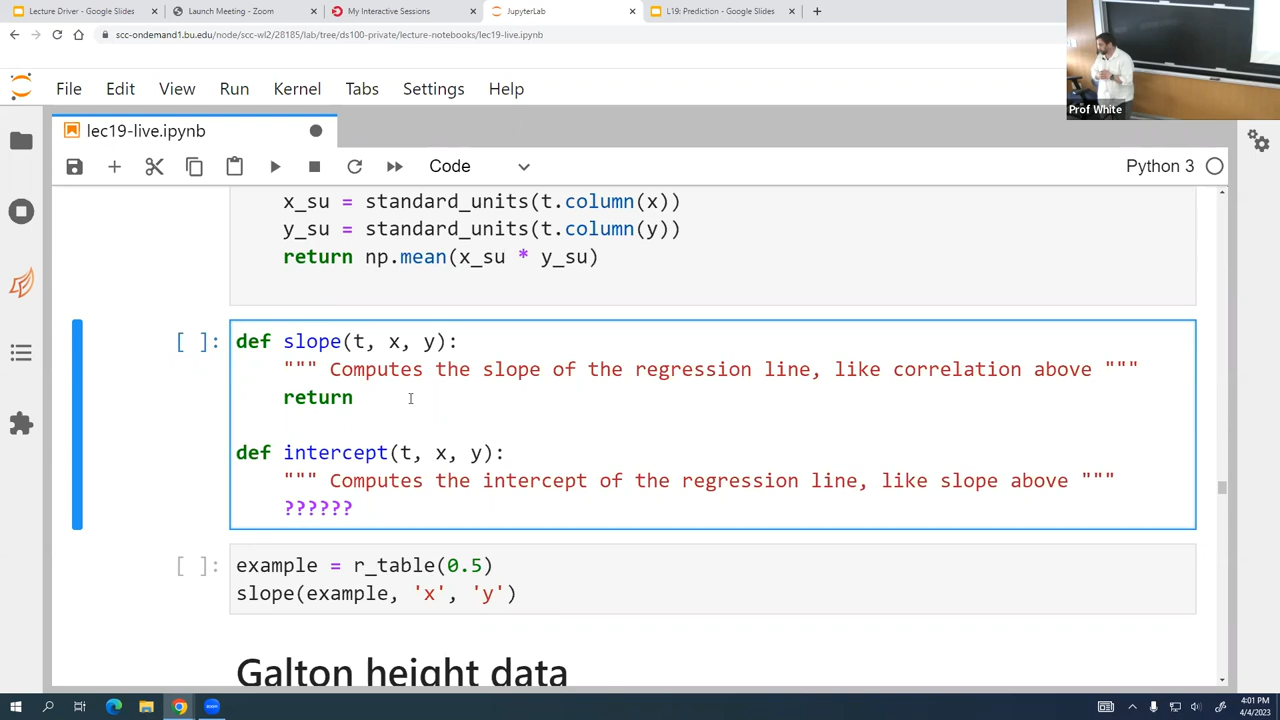 Lecture Driver - Google Slides
Launch Meeting - Zoom
My Interactive Sessions
JupyterLab
L19: Prediction - Google Slides
scc-ondemand1.bu.edu/node/scc-wl2/28185/lab/tree/ds100-private/lecture-notebooks/lec19-live.ipynb
Prof White
File Edit View Run Kernel Tabs Settings Help
lec19-live.ipynb
Code
Python 3
x_su = standard_units(t.column(x))
y_su = standard_units(t.column(y))
return np.mean(x_su * y_su)
[ ]: def slope(t, x, y):
""" Computes the slope of the regression line, like correlation above """
return
def intercept(t, x, y):
""" Computes the intercept of the regression line, like slope above """
??????
[ ]: example = r_table(0.5)
slope(example, 'x', 'y')
Galton height data
4:01 PM
4/4/2023